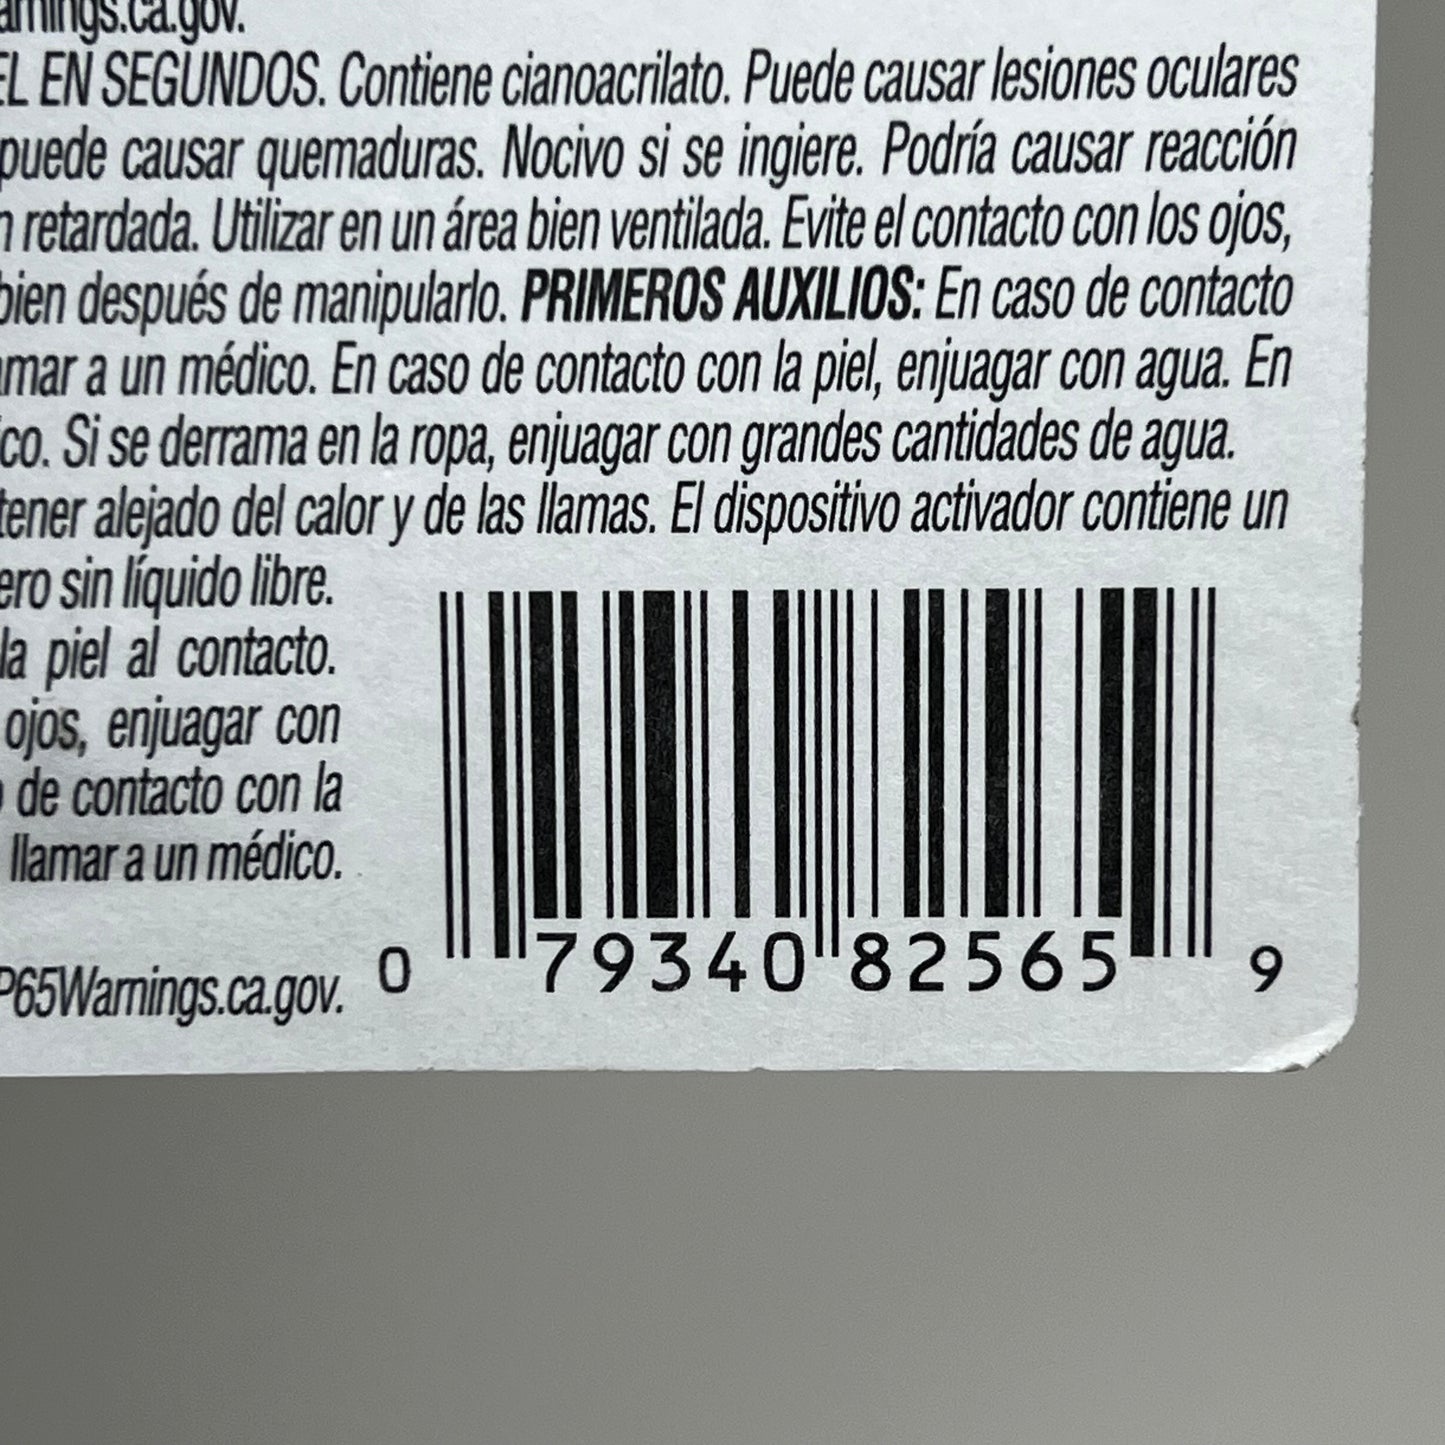 arnings.ca.gov.
EL EN SEGUNDOS. Contiene cianoacrilato. Puede causar lesiones oculares
puede causar quemaduras. Nocivo si se ingiere. Podría causar reacción
n retardada. Utilizar en un área bien ventilada. Evite el contacto con los ojos,
bien después de manipularlo. PRIMEROS AUXILIOS: En caso de contacto
amar a un médico. En caso de contacto con la piel, enjuagar con agua. En
ico. Si se derrama en la ropa, enjuagar con grandes cantidades de agua.
tener alejado del calor y de las llamas. El dispositivo activador contiene un
ero sin líquido libre.
la piel al contacto.
ojos, enjuagar con
o de contacto con la
llamar a un médico.
P65Warnings.ca.gov.
0 79340 82565 9